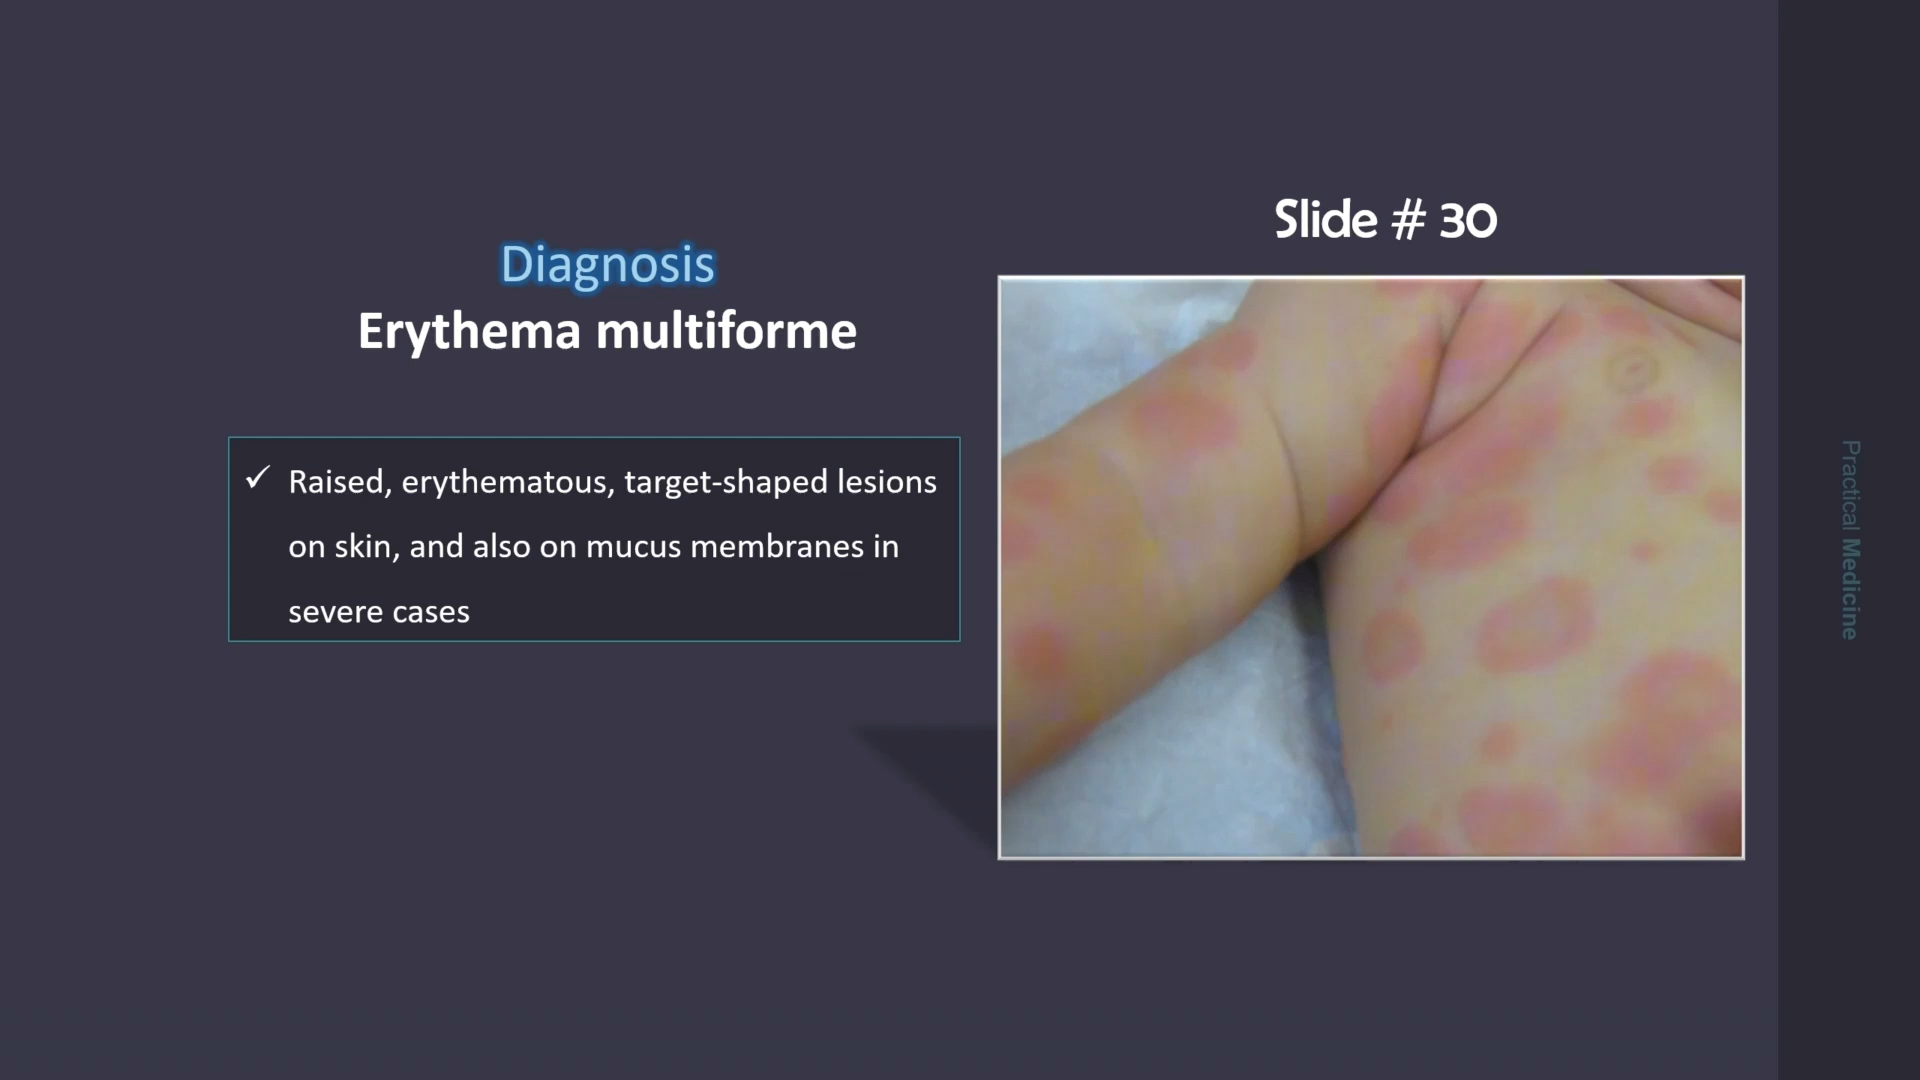 Diagnosis
Erythema multiforme
✓ Raised, erythematous, target-shaped lesions
on skin, and also on mucus membranes in
severe cases
Slide # 30
Practical Medicine